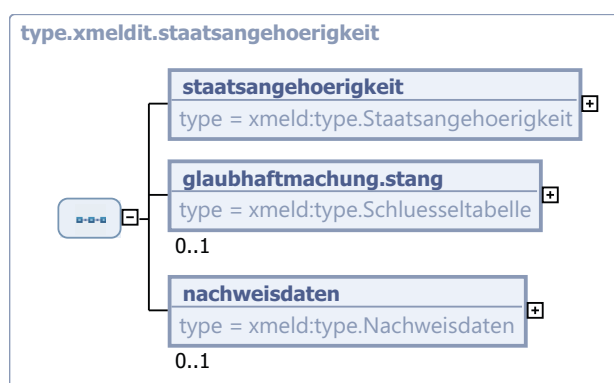 type.xmeldit.staatsangehoerigkeit
staatsangehoerigkeit
type = xmeld:type.Staatsangehoerigkeit
glaubhaftmachung.stang
type = xmeld:type.Schluesseltabelle
0..1
nachweisdaten
type = xmeld:type.Nachweisdaten
0..1